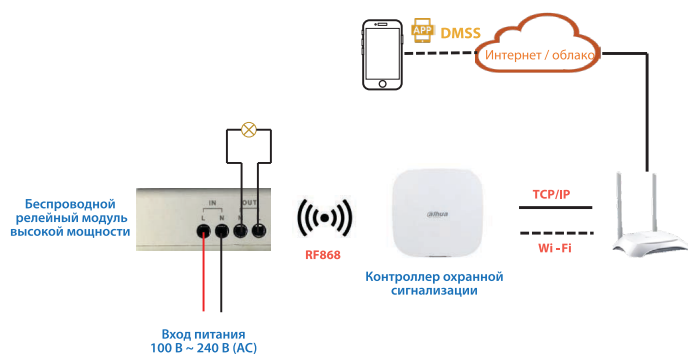 APP DMSS
Интернет / облако
Беспроводной
релейный модуль
высокой мощности
IN
OUT
L
N
N
RF868
alhua
TCP/IP
Wi-Fi
Контроллер охранной
сигнализации
Вход питания
100 В ~ 240 В (AC)